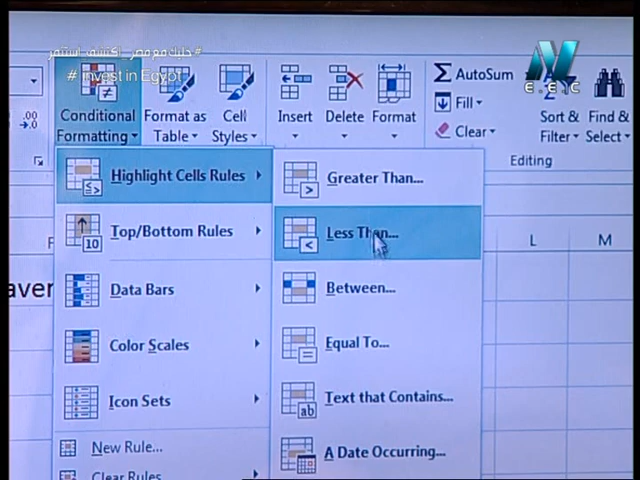 #خليك_مع_مصر_اكتشف_استثمر
# invest in Egypt
E.E.C
Conditional Formatting
Format as Table
Cell Styles
Insert
Delete
Format
Σ AutoSum
Fill
Clear
Sort & Filter
Find & Select
Editing
.00
.0
Highlight Cells Rules
Top/Bottom Rules
Data Bars
Color Scales
Icon Sets
New Rule...
Clear Rules
Greater Than...
Less Than...
Between...
Equal To...
Text that Contains...
A Date Occurring...
L
M
F
aver